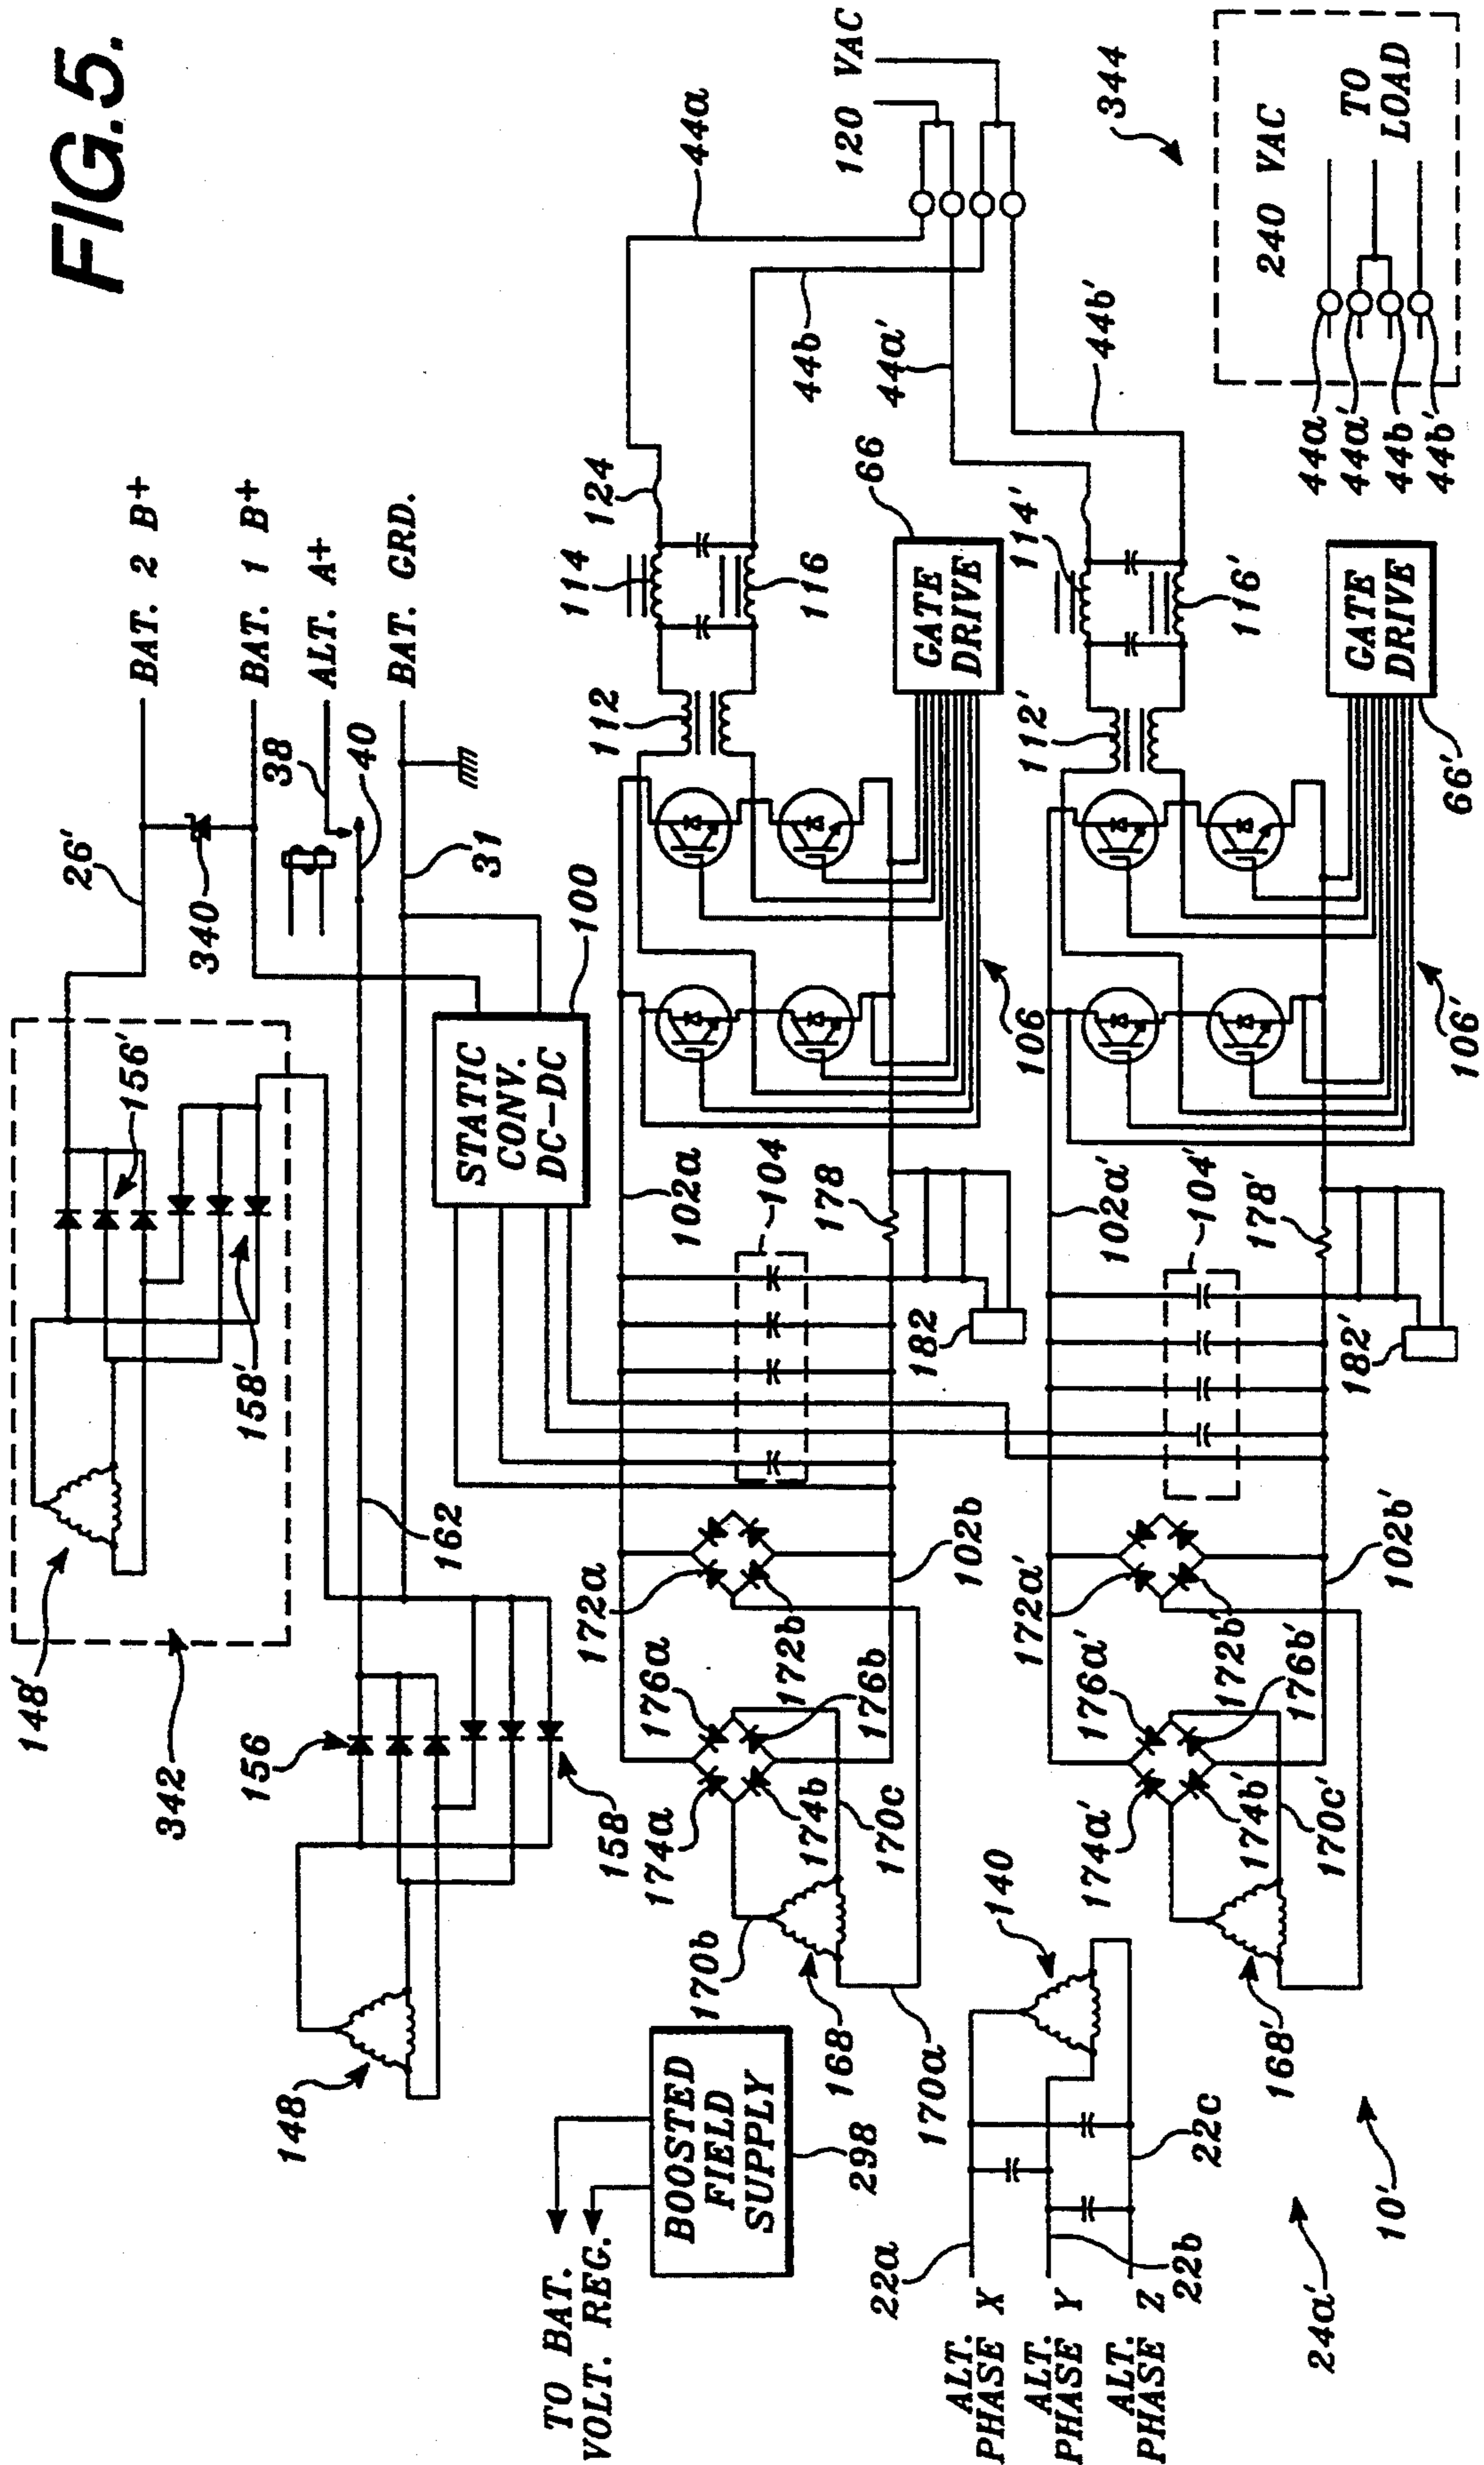 FIG.5.
BAT. 2 B+
BAT. 1 B+
ALT. A+
BAT. GRD.
26'
340
38
40
31
148'
156'
158'
342
148
156
158
162
STATIC
CONV.
DC-DC
100
TO BAT.
VOLT. REG.
BOOSTED
FIELD
SUPPLY
298
168
170a
170b
170c
174a
174b
176a
176b
172a
172b
102a
102b
104
178
182
106
GATE
DRIVE
66
112
114
116
124
44a
44b
44a'
44b'
120 VAC
ALT.
PHASE X
ALT.
PHASE Y
ALT.
PHASE Z
22a
22b
22c
140
24a'
10'
168'
170c'
174a'
174b'
176a'
176b'
172a'
172b'
102a'
102b'
104'
178'
182'
106'
GATE
DRIVE
66'
112'
114'
116'
344
240 VAC
TO
LOAD
44a
44a'
44b
44b'